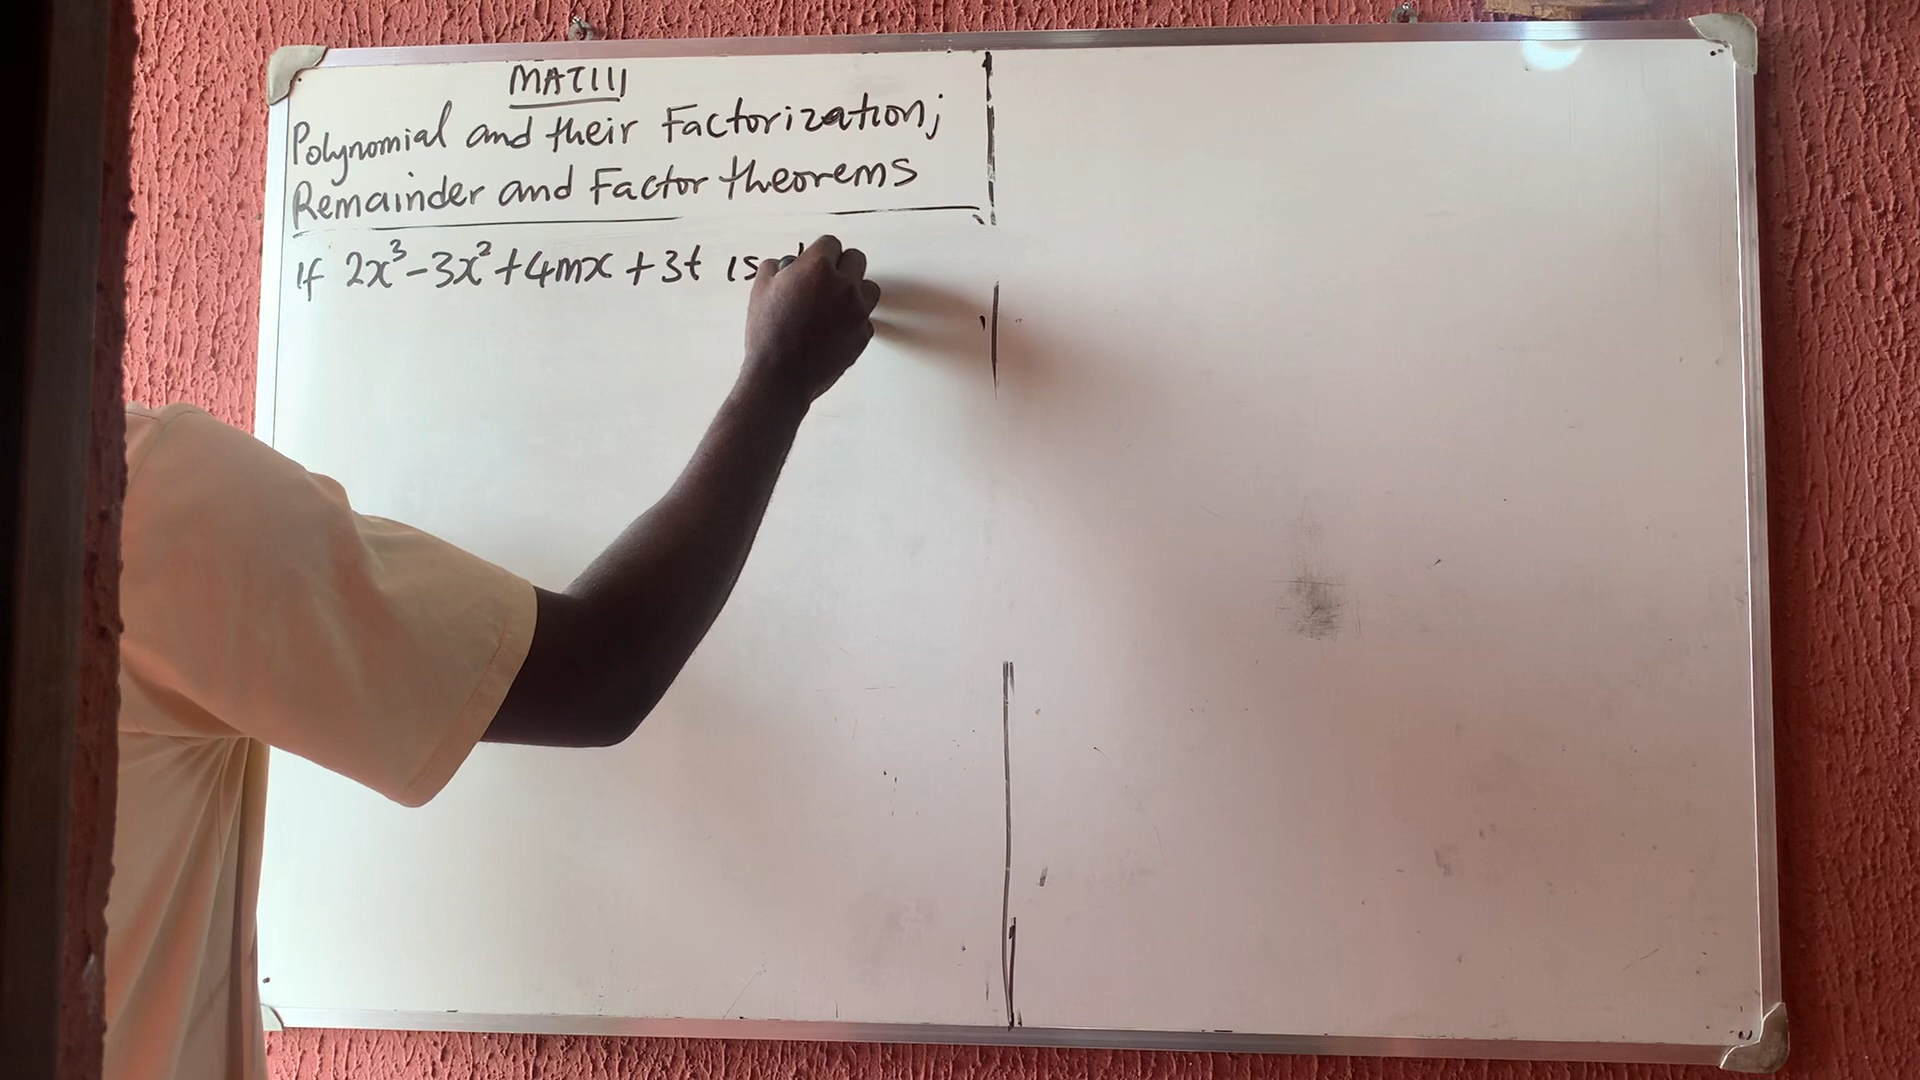 MAT111
Polynomial and their Factorization;
Remainder and Factor theorems
If 2x³-3x²+4mx+3t is